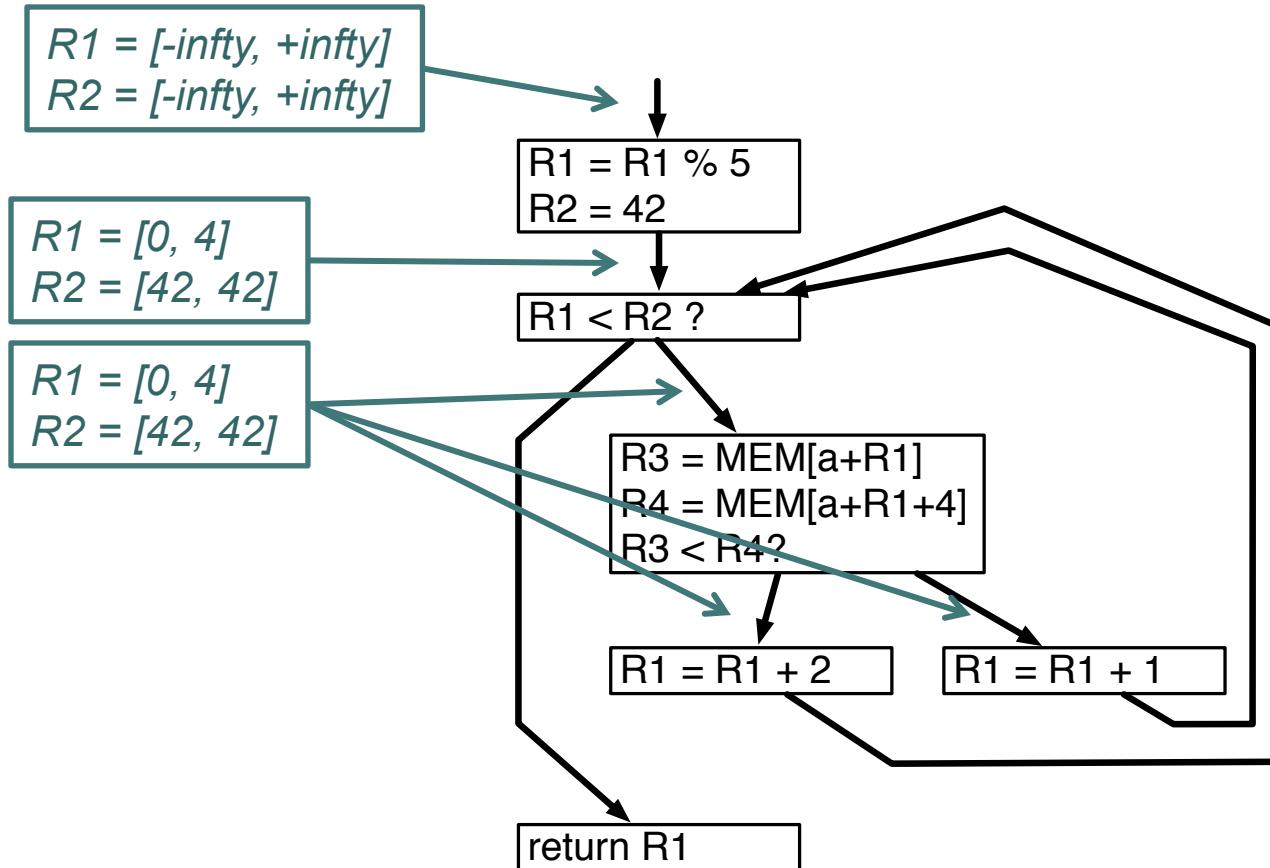 R1 = [-infty, +infty]
R2 = [-infty, +infty]
R1 = R1 % 5
R2 = 42
R1 = [0, 4]
R2 = [42, 42]
R1 < R2 ?
R1 = [0, 4]
R2 = [42, 42]
R3 = MEM[a+R1]
R4 = MEM[a+R1+4]
R3 < R4?
R1 = R1 + 2
R1 = R1 + 1
return R1